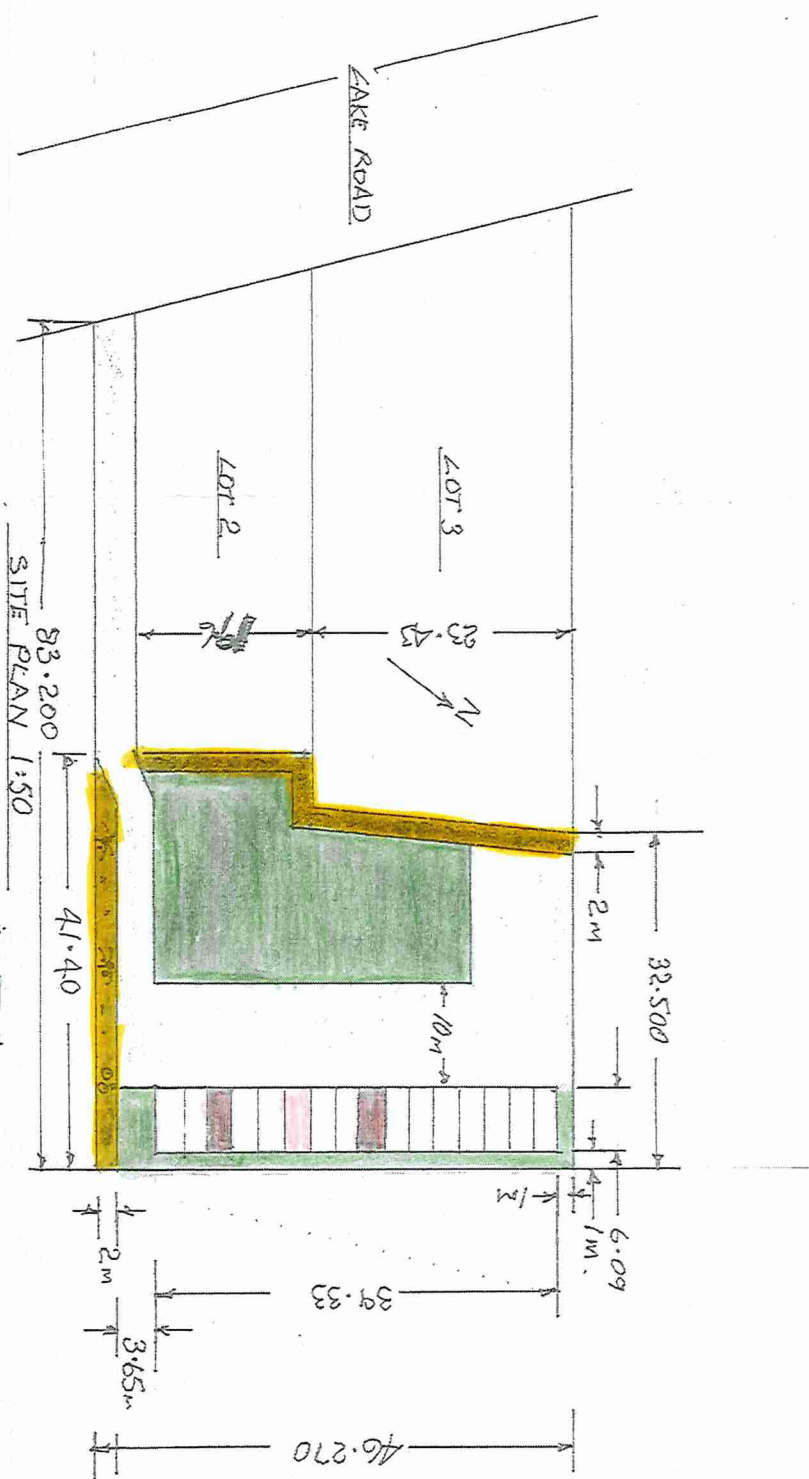 LAKE ROAD
LOT 3
LOT 2
23.43
N
2M
32.500
10M
6.09
1M.
1M
83.200
41.40
SITE PLAN 1:50
2M
3.65M
39.33
46.270